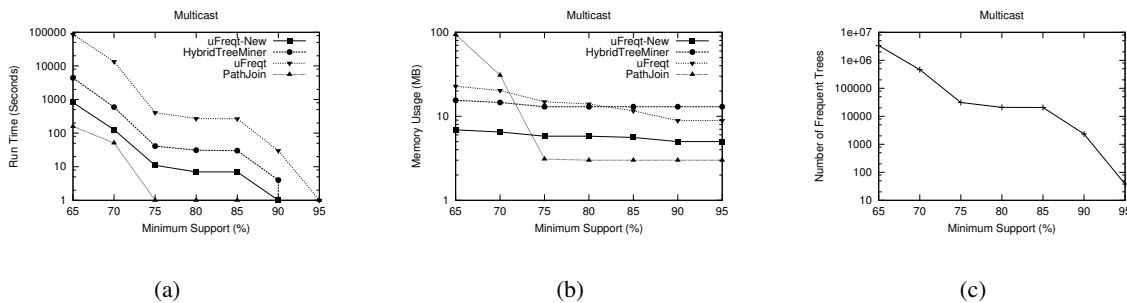 Multicast
100000
10000
1000
100
10
1
65 70 75 80 85 90 95
Run Time (Seconds)
Minimum Support (%)
uFreqt-New
HybridTreeMiner
uFreqt
PathJoin
(a)
Multicast
100
10
1
65 70 75 80 85 90 95
Memory Usage (MB)
Minimum Support (%)
uFreqt-New
HybridTreeMiner
uFreqt
PathJoin
(b)
Multicast
1e+07
1e+06
100000
10000
1000
100
10
65 70 75 80 85 90 95
Number of Frequent Trees
Minimum Support (%)
(c)